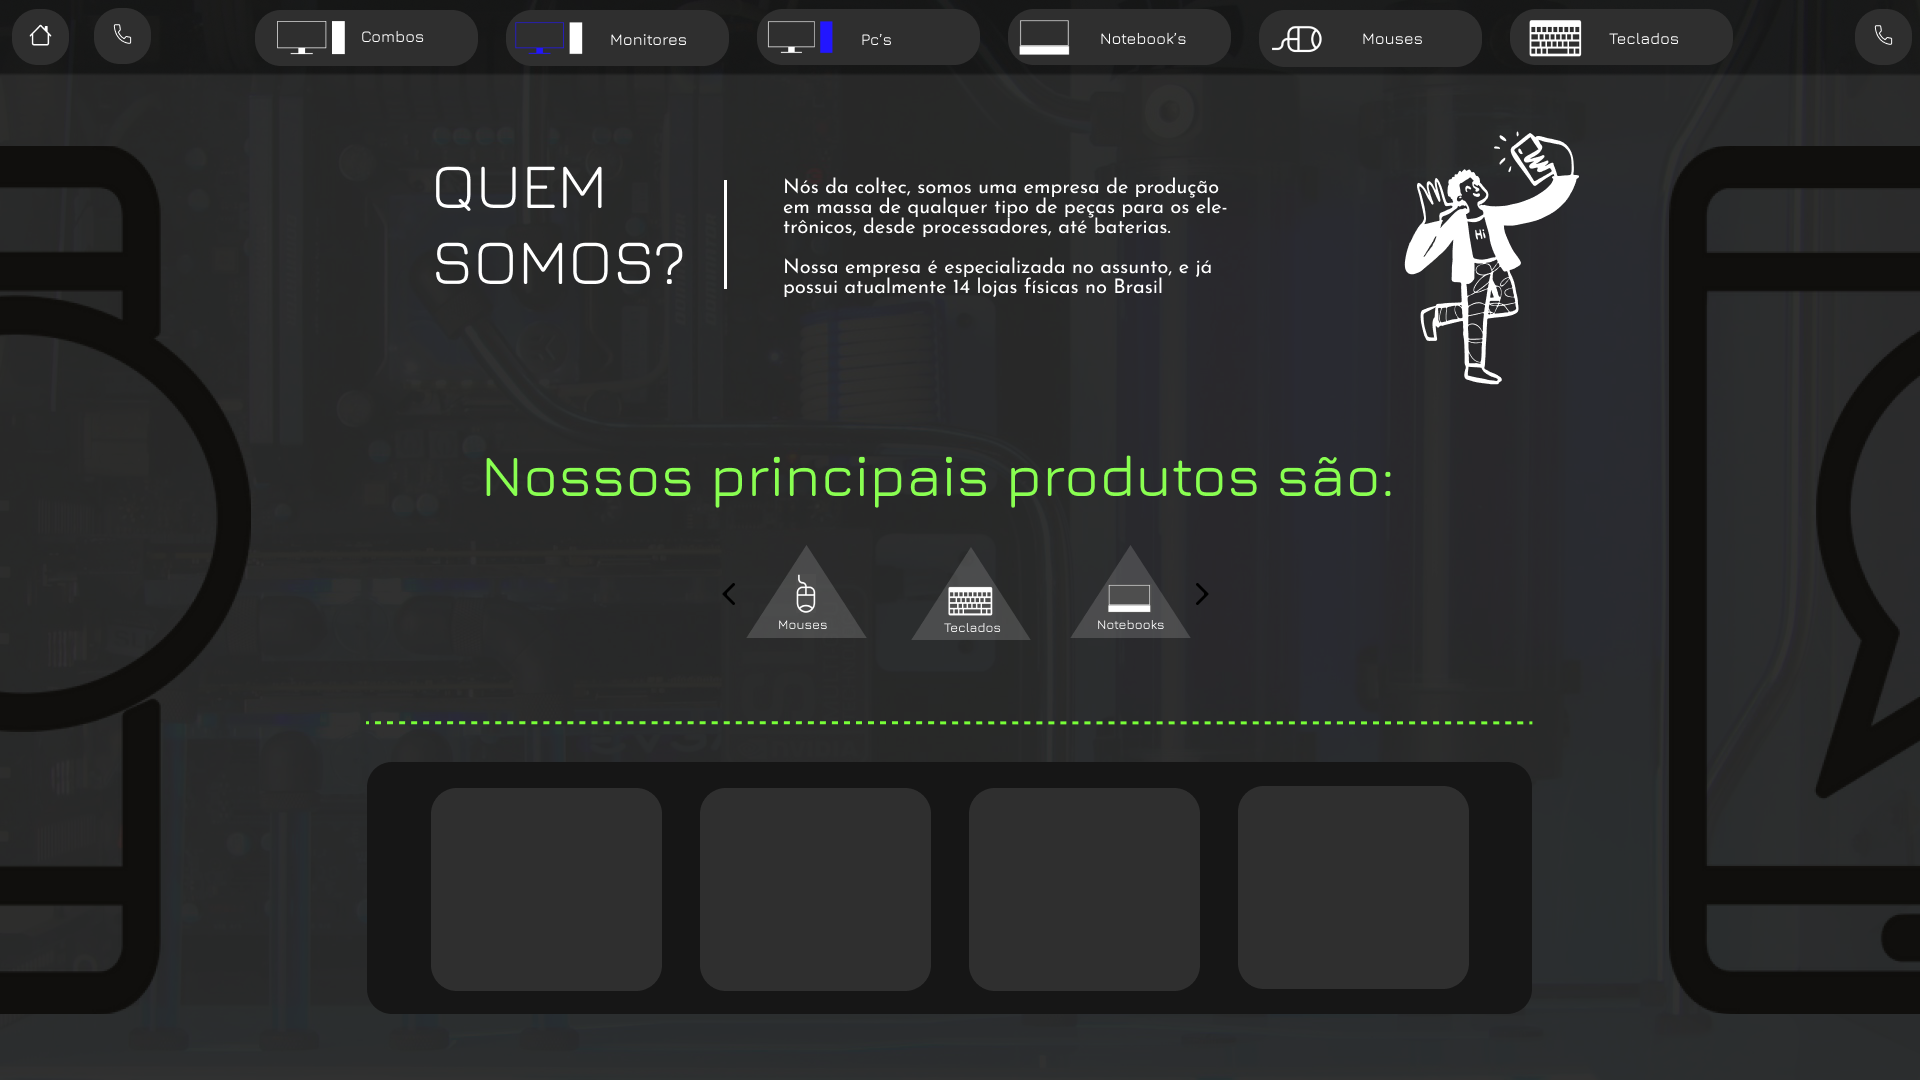 Combos
Monitores
Pc's
Notebook's
Mouses
Teclados
QUEM
SOMOS?
Nós da coltec, somos uma empresa de produção
em massa de qualquer tipo de peças para os ele-
trônicos, desde processadores, até baterias.
Nossa empresa é especializada no assunto, e já
possui atualmente 14 lojas físicas no Brasil
Hi
Nossos principais produtos são:
Mouses
Teclados
Notebooks